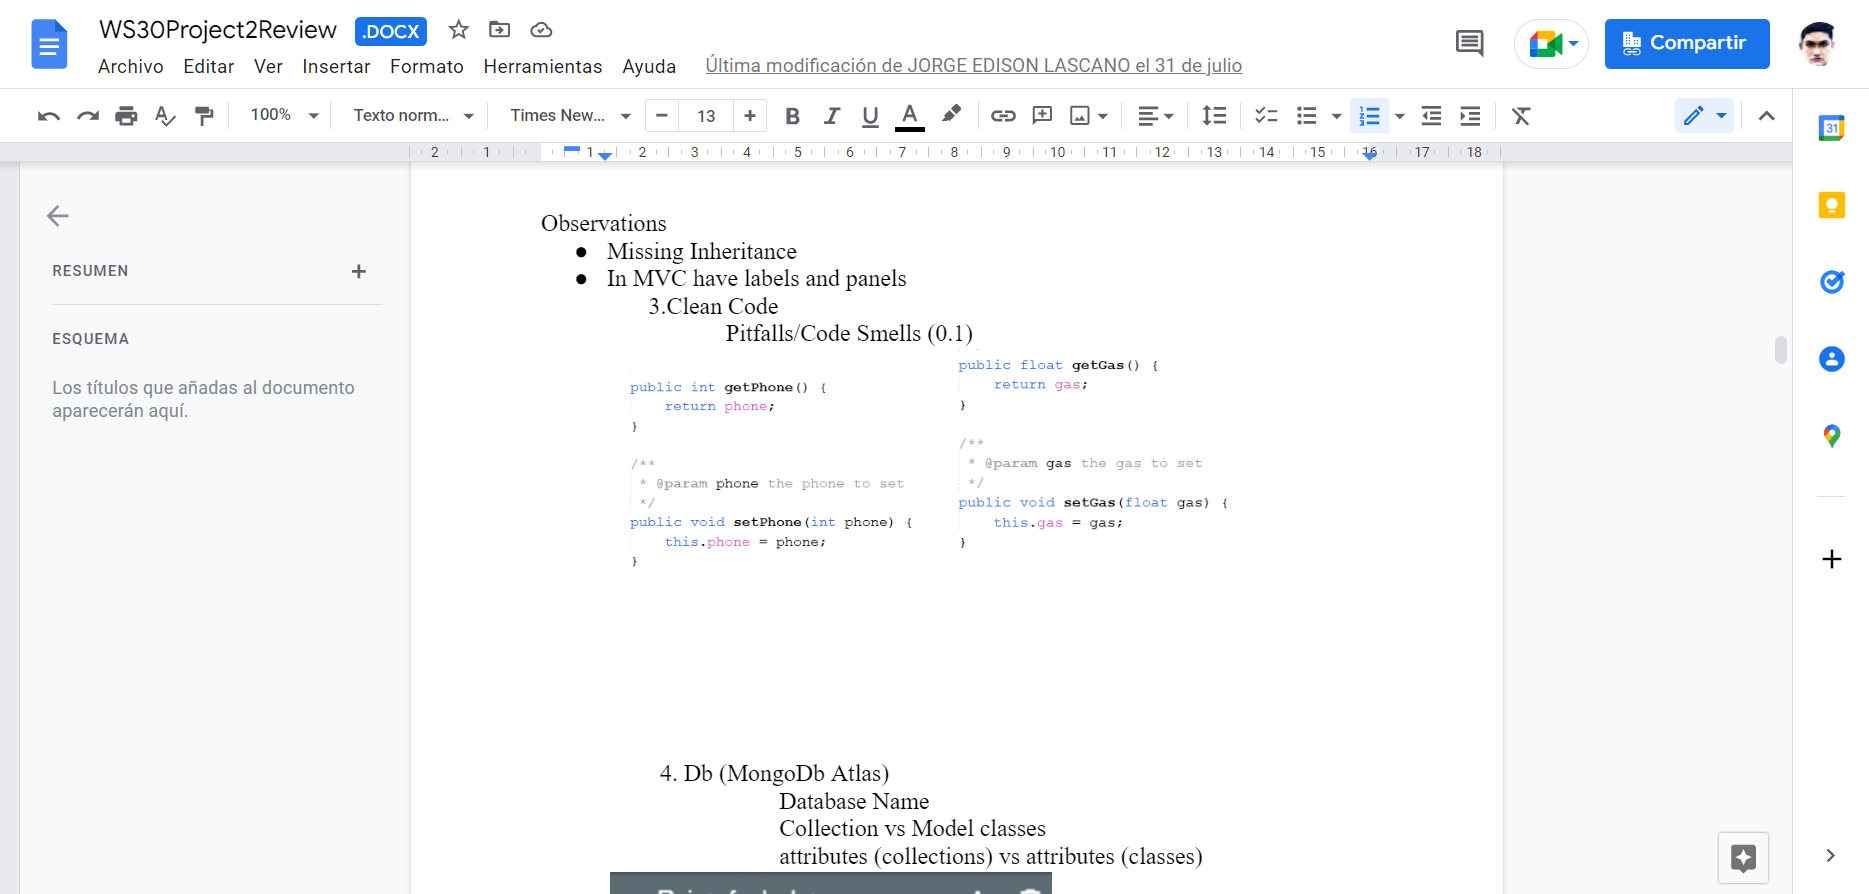 WS30Project2Review .DOCX
Archivo Editar Ver Insertar Formato Herramientas Ayuda Última modificación de JORGE EDISON LASCANO el 31 de julio
Compartir
100% Texto norm... Times New... − 13 + B I U A
2 1 1 2 3 4 5 6 7 8 9 10 11 12 13 14 15 16 17 18
31
RESUMEN
ESQUEMA
Los títulos que añadas al documento
aparecerán aquí.
Observations
● Missing Inheritance
● In MVC have labels and panels
3.Clean Code
Pitfalls/Code Smells (0.1)
public int getPhone() {
return phone;
}
/**
* @param phone the phone to set
*/
public void setPhone(int phone) {
this.phone = phone;
}
public float getGas() {
return gas;
}
/**
* @param gas the gas to set
*/
public void setGas(float gas) {
this.gas = gas;
}
4. Db (MongoDb Atlas)
Database Name
Collection vs Model classes
attributes (collections) vs attributes (classes)